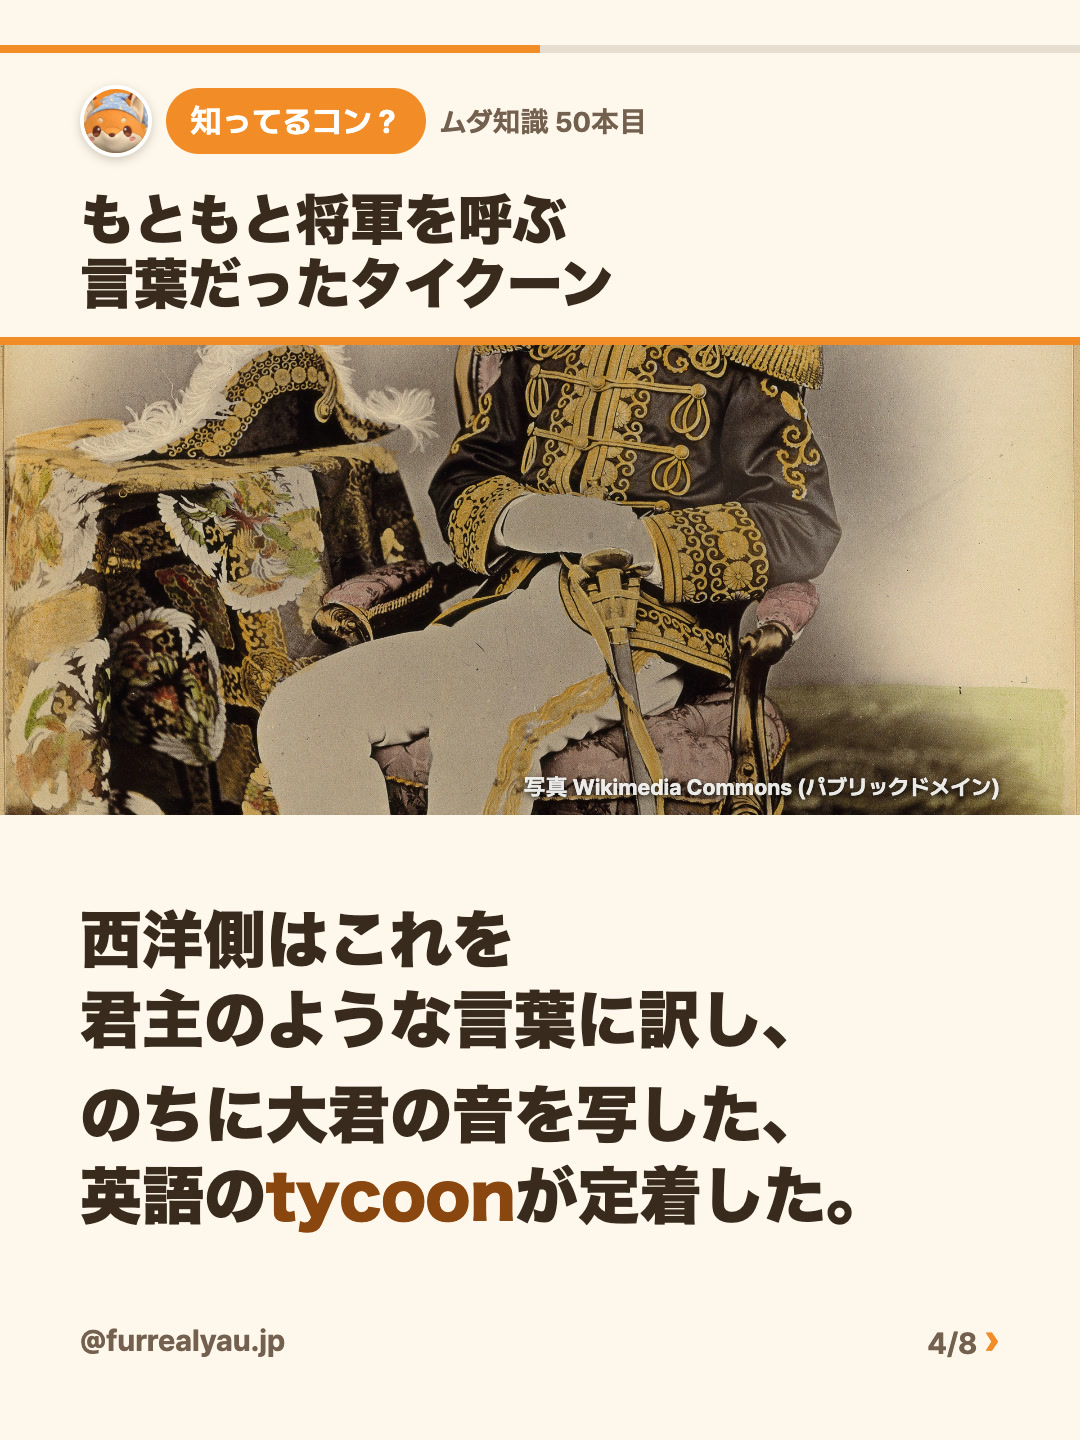 知ってるコン？
ムダ知識 50本目
もともと将軍を呼ぶ
言葉だったタイクーン
写真 Wikimedia Commons (パブリックドメイン)
西洋側はこれを
君主のような言葉に訳し、
のちに大君の音を写した、
英語のtycoonが定着した。
@furrealyau.jp
4/8 ›